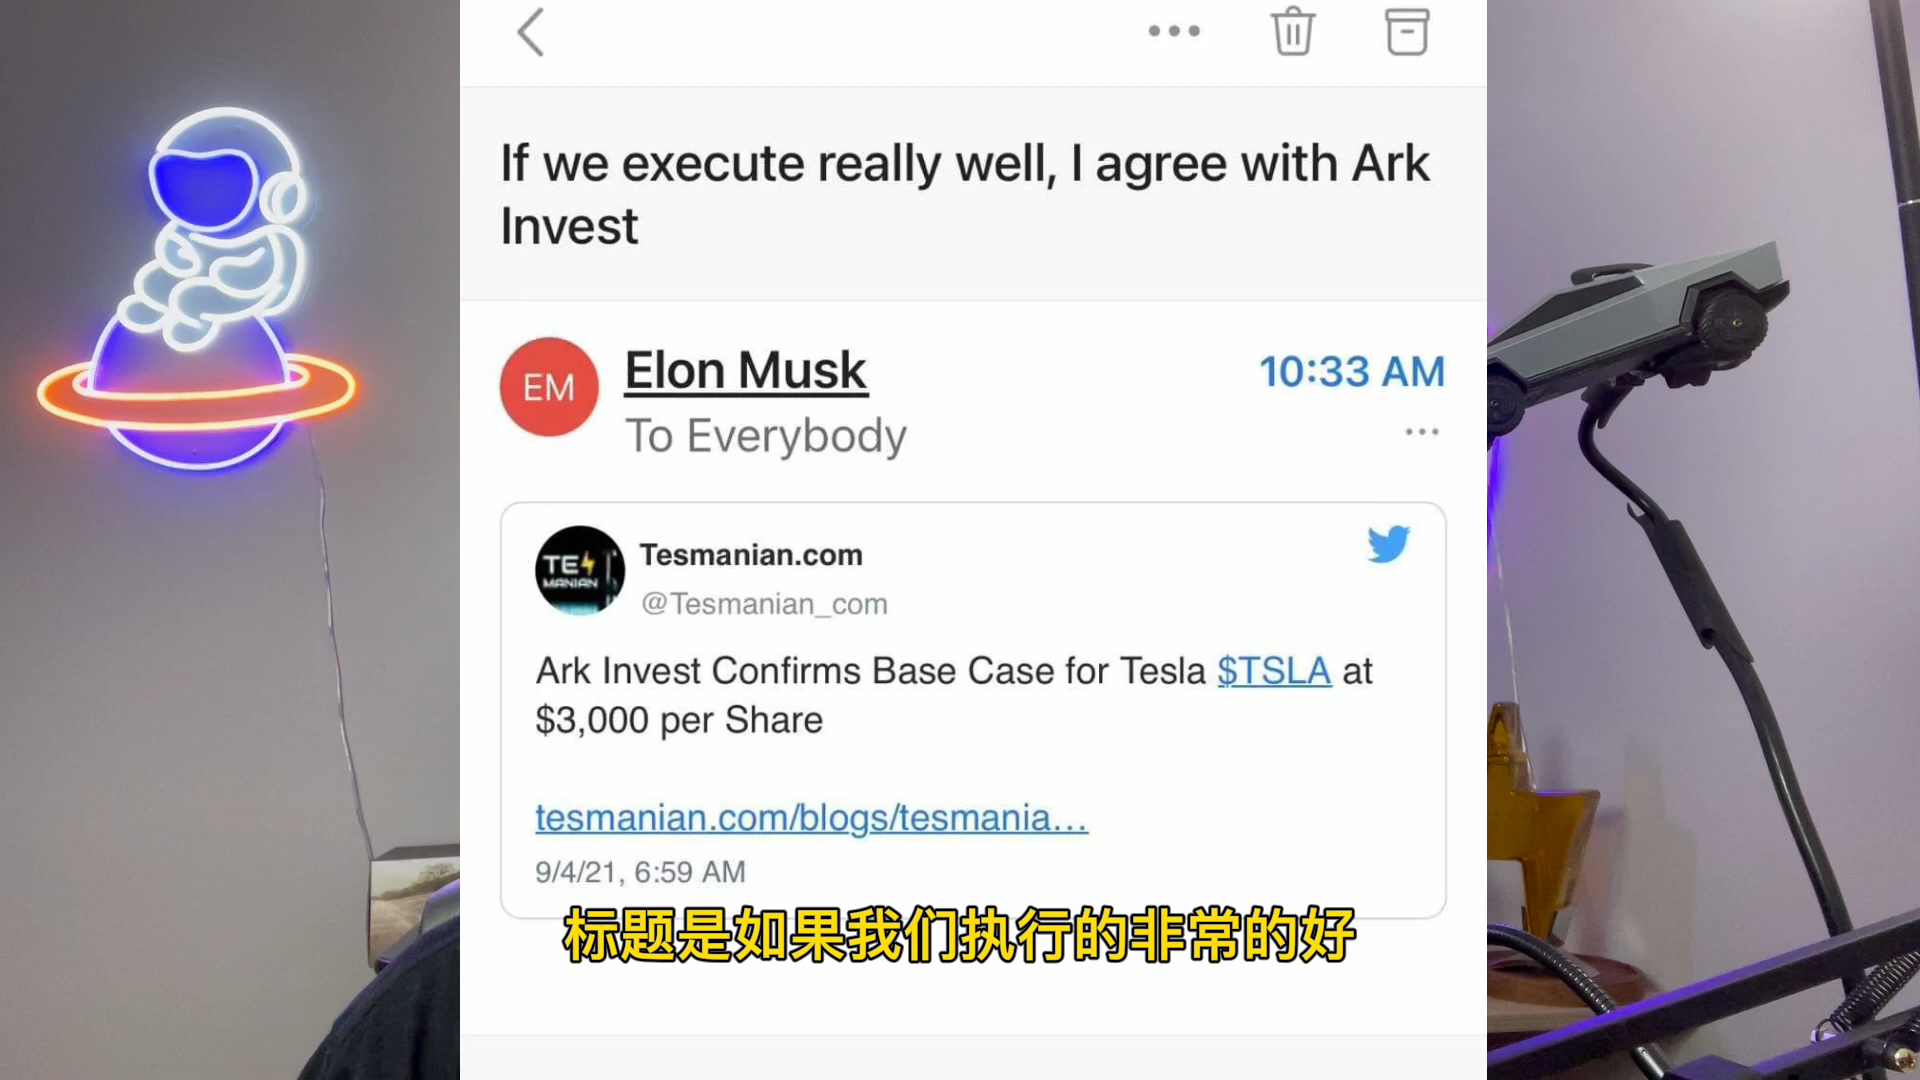 If we execute really well, I agree with Ark
Invest
EM
Elon Musk
10:33 AM
To Everybody
TES
MANIAN
Tesmanian.com
@Tesmanian_com
Ark Invest Confirms Base Case for Tesla $TSLA at
$3,000 per Share
tesmanian.com/blogs/tesmania...
9/4/21, 6:59 AM
标题是如果我们执行的非常的好